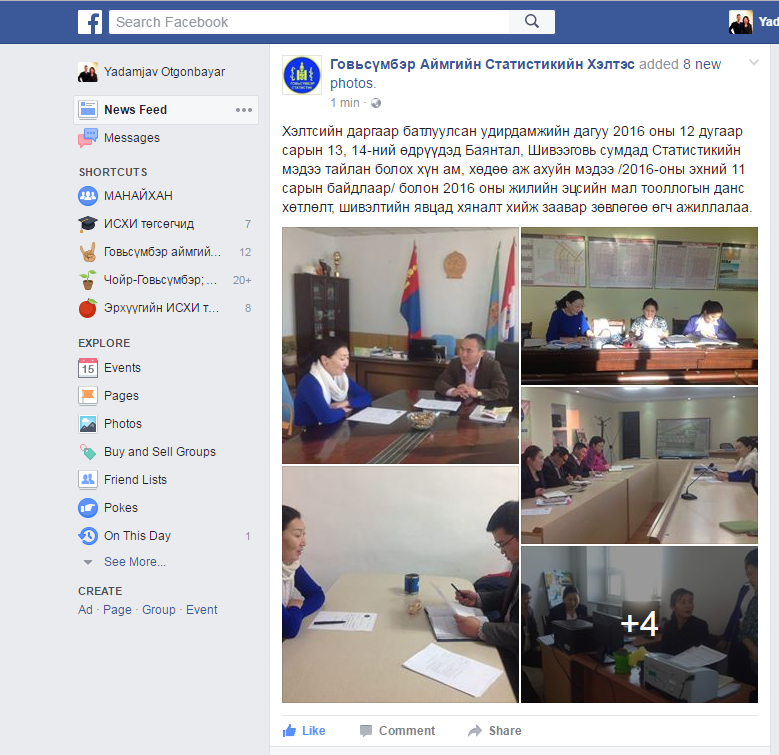 Search Facebook
Yad
Yadamjav Otgonbayar
News Feed
Messages
SHORTCUTS
МАНАЙХАН
ИСХИ төгсөгчид 7
Говьсүмбэр аймгий... 12
Чойр-Говьсүмбэр; ... 20+
Эрхүүгийн ИСХИ т... 8
EXPLORE
15 Events
Pages
Photos
Buy and Sell Groups
Friend Lists
Pokes
On This Day 1
See More...
CREATE
Ad · Page · Group · Event
ГОВЬСҮМБЭР
СТАТИСТИК
Говьсүмбэр Аймгийн Статистикийн Хэлтэс added 8 new
photos.
1 min ·
Хэлтсийн даргаар батлуулсан удирдамжийн дагуу 2016 оны 12 дугаар
сарын 13, 14-ний өдрүүдэд Баянтал, Шивээговь сумдад Статистикийн
мэдээ тайлан болох хүн ам, хөдөө аж ахуйн мэдээ /2016-оны эхний 11
сарын байдлаар/ болон 2016 оны жилийн эцсийн мал тооллогын данс
хөтлөлт, шивэлтийн явцад хяналт хийж заавар зөвлөгөө өгч ажиллалаа.
+4
Like Comment Share